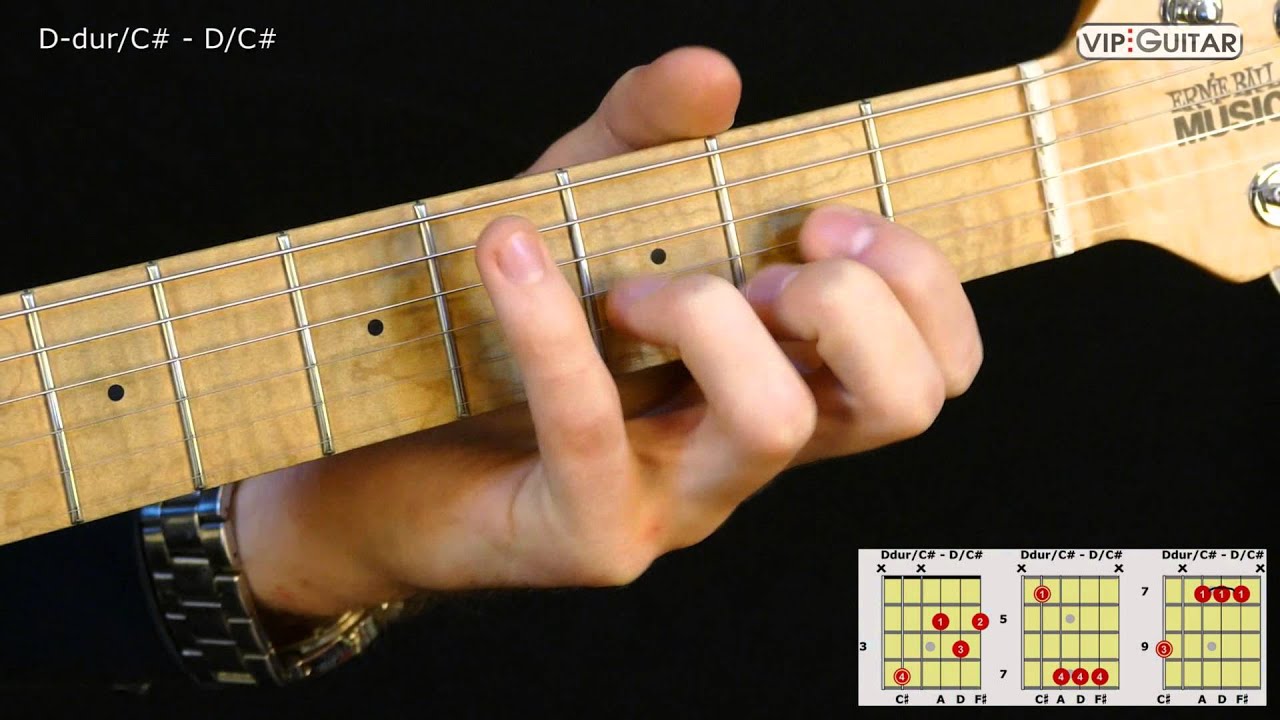 D-dur/C# - D/C#
VIP GUITAR
ERNIE BALL
MUSIC
Ddur/C# - D/C# Ddur/C# - D/C# Ddur/C# - D/C#
x x x x x x
1 1 1 1 1 7
1 2 5
3 3 3 9
4 4 4 4 7
C# A D F# C# A D F# C# A D F#